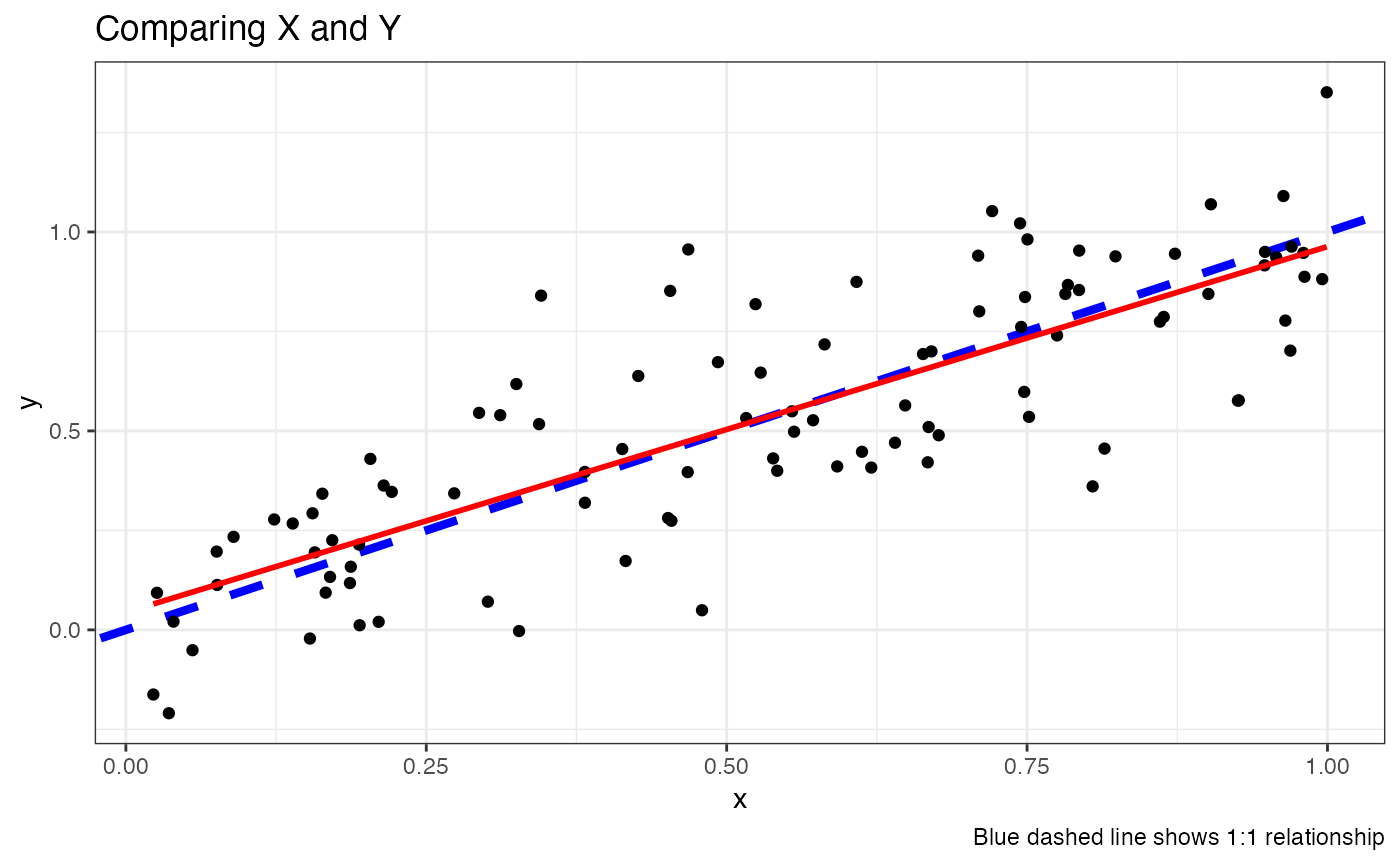 Comparing X and Y
y
1.0
0.5
0.0
0.00 0.25 0.50 0.75 1.00
x
Blue dashed line shows 1:1 relationship